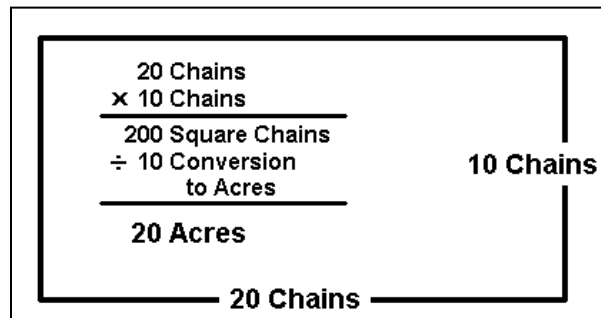 20 Chains
× 10 Chains
200 Square Chains
÷ 10 Conversion
to Acres
20 Acres
10 Chains
20 Chains